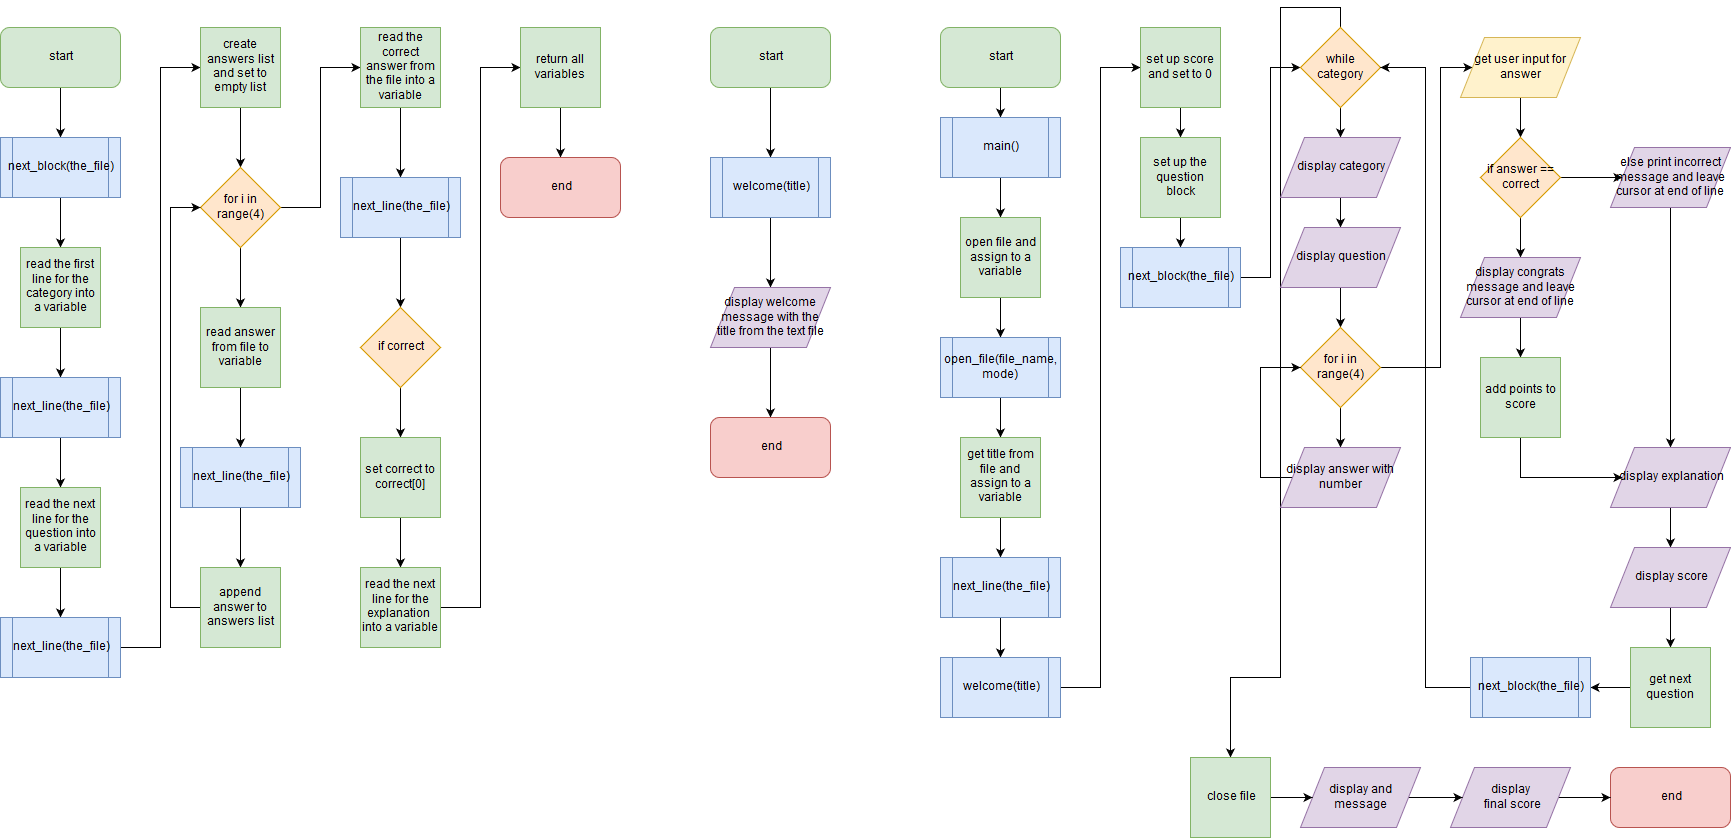 start
next_block(the_file)
read the first
line for the
category into
a variable
next_line(the_file)
read the next
line for the
question into
a variable
next_line(the_file)
create
answers list
and set to
empty list
for i in
range(4)
read answer
from file to
variable
next_line(the_file)
append
answer to
answers list
read the
correct
answer from
the file into a
variable
next_line(the_file)
if correct
set correct to
correct[0]
read the next
line for the
explanation
into a variable
return all
variables
end
start
welcome(title)
display welcome
message with the
title from the text file
end
start
main()
open file and
assign to a
variable
open_file(file_name,
mode)
get title from
file and
assign to a
variable
next_line(the_file)
welcome(title)
set up score
and set to 0
set up the
question
block
next_block(the_file)
while
category
display category
display question
for i in
range(4)
display answer with
number
get user input for
answer
if answer ==
correct
else print incorrect
message and leave
cursor at end of line
display congrats
message and leave
cursor at end of line
add points to
score
display explanation
display score
get next
question
next_block(the_file)
close file
display and
message
display
final score
end